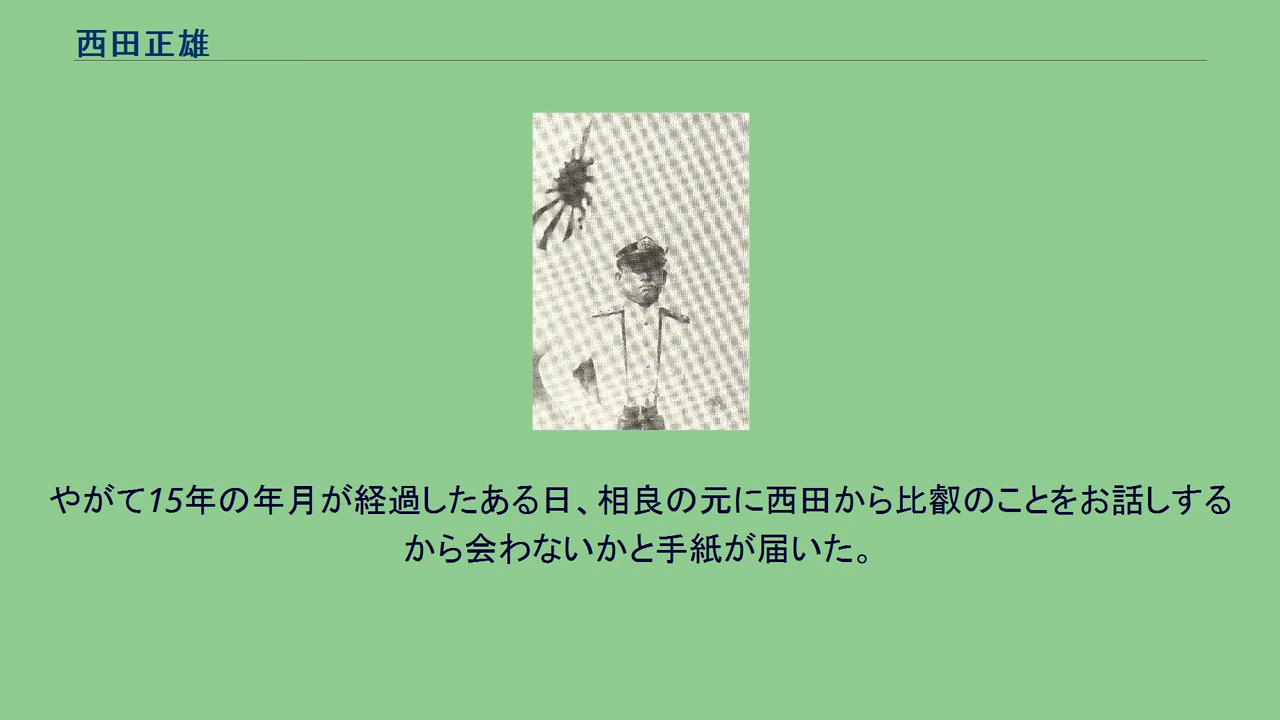 西田正雄
やがて15年の年月が経過したある日、相良の元に西田から比叡のことをお話しする
から会わないかと手紙が届いた。